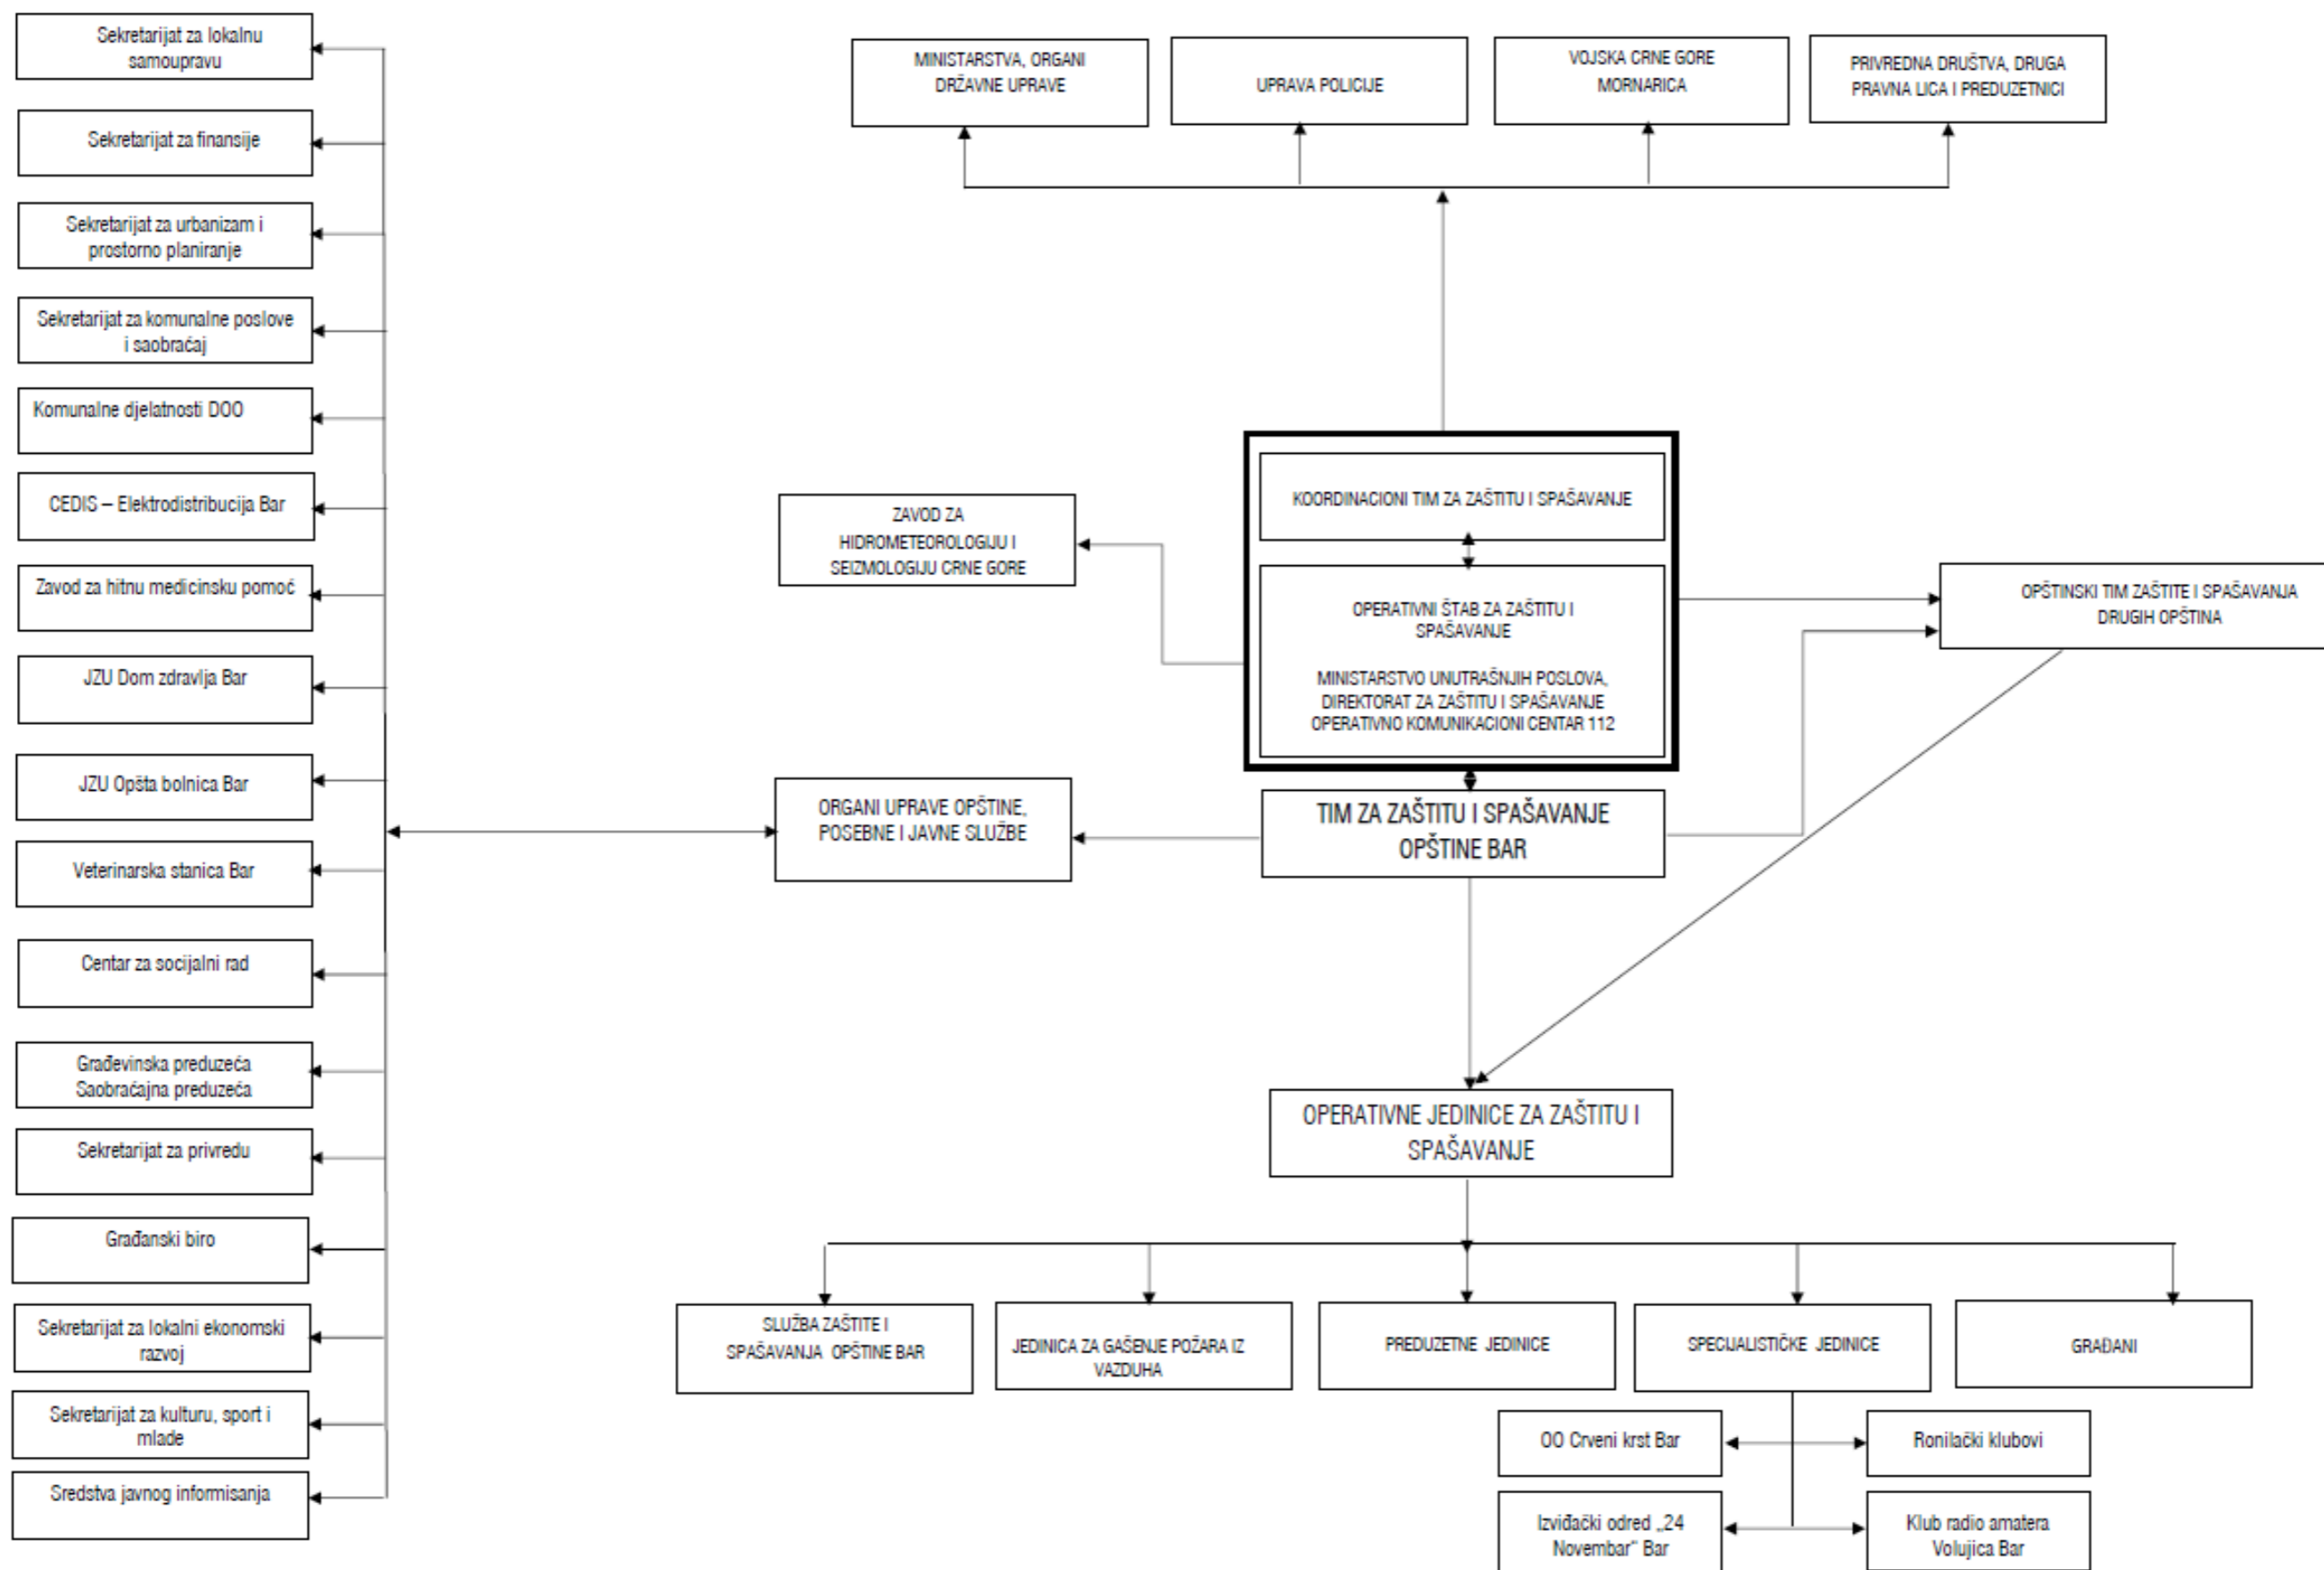 Sekretarijat za lokalnu
samoupravu
Sekretarijat za finansije
Sekretarijat za urbanizam i
prostorno planiranje
Sekretarijat za komunalne poslove
i saobraćaj
Komunalne djelatnosti DOO
CEDIS – Elektrodistribucija Bar
Zavod za hitnu medicinsku pomoć
JZU Dom zdravlja Bar
JZU Opšta bolnica Bar
Veterinarska stanica Bar
Centar za socijalni rad
Građevinska preduzeća
Saobraćajna preduzeća
Sekretarijat za privredu
Građanski biro
Sekretarijat za lokalni ekonomski
razvoj
Sekretarijat za kulturu, sport i
mlade
Sredstva javnog informisanja
MINISTARSTVA, ORGANI
DRŽAVNE UPRAVE
UPRAVA POLICIJE
VOJSKA CRNE GORE
MORNARICA
PRIVREDNA DRUŠTVA, DRUGA
PRAVNA LICA I PREDUZETNICI
KOORDINACIONI TIM ZA ZAŠTITU I SPAŠAVANJE
ZAVOD ZA
HIDROMETEOROLOGIJU I
SEIZMOLOGIJU CRNE GORE
OPERATIVNI ŠTAB ZA ZAŠTITU I
SPAŠAVANJE
MINISTARSTVO UNUTRAŠNJIH POSLOVA,
DIREKTORAT ZA ZAŠTITU I SPAŠAVANJE
OPERATIVNO KOMUNIKACIONI CENTAR 112
OPŠTINSKI TIM ZAŠTITE I SPAŠAVANJA
DRUGIH OPŠTINA
ORGANI UPRAVE OPŠTINE,
POSEBNE I JAVNE SLUŽBE
TIM ZA ZAŠTITU I SPAŠAVANJE
OPŠTINE BAR
OPERATIVNE JEDINICE ZA ZAŠTITU I
SPAŠAVANJE
SLUŽBA ZAŠTITE I
SPAŠAVANJA OPŠTINE BAR
JEDINICA ZA GAŠENJE POŽARA IZ
VAZDUHA
PREDUZETNE JEDINICE
SPECIJALISTIČKE JEDINICE
GRAĐANI
OO Crveni krst Bar
Ronilački klubovi
Izviđački odred „24
Novembar“ Bar
Klub radio amatera
Volujica Bar